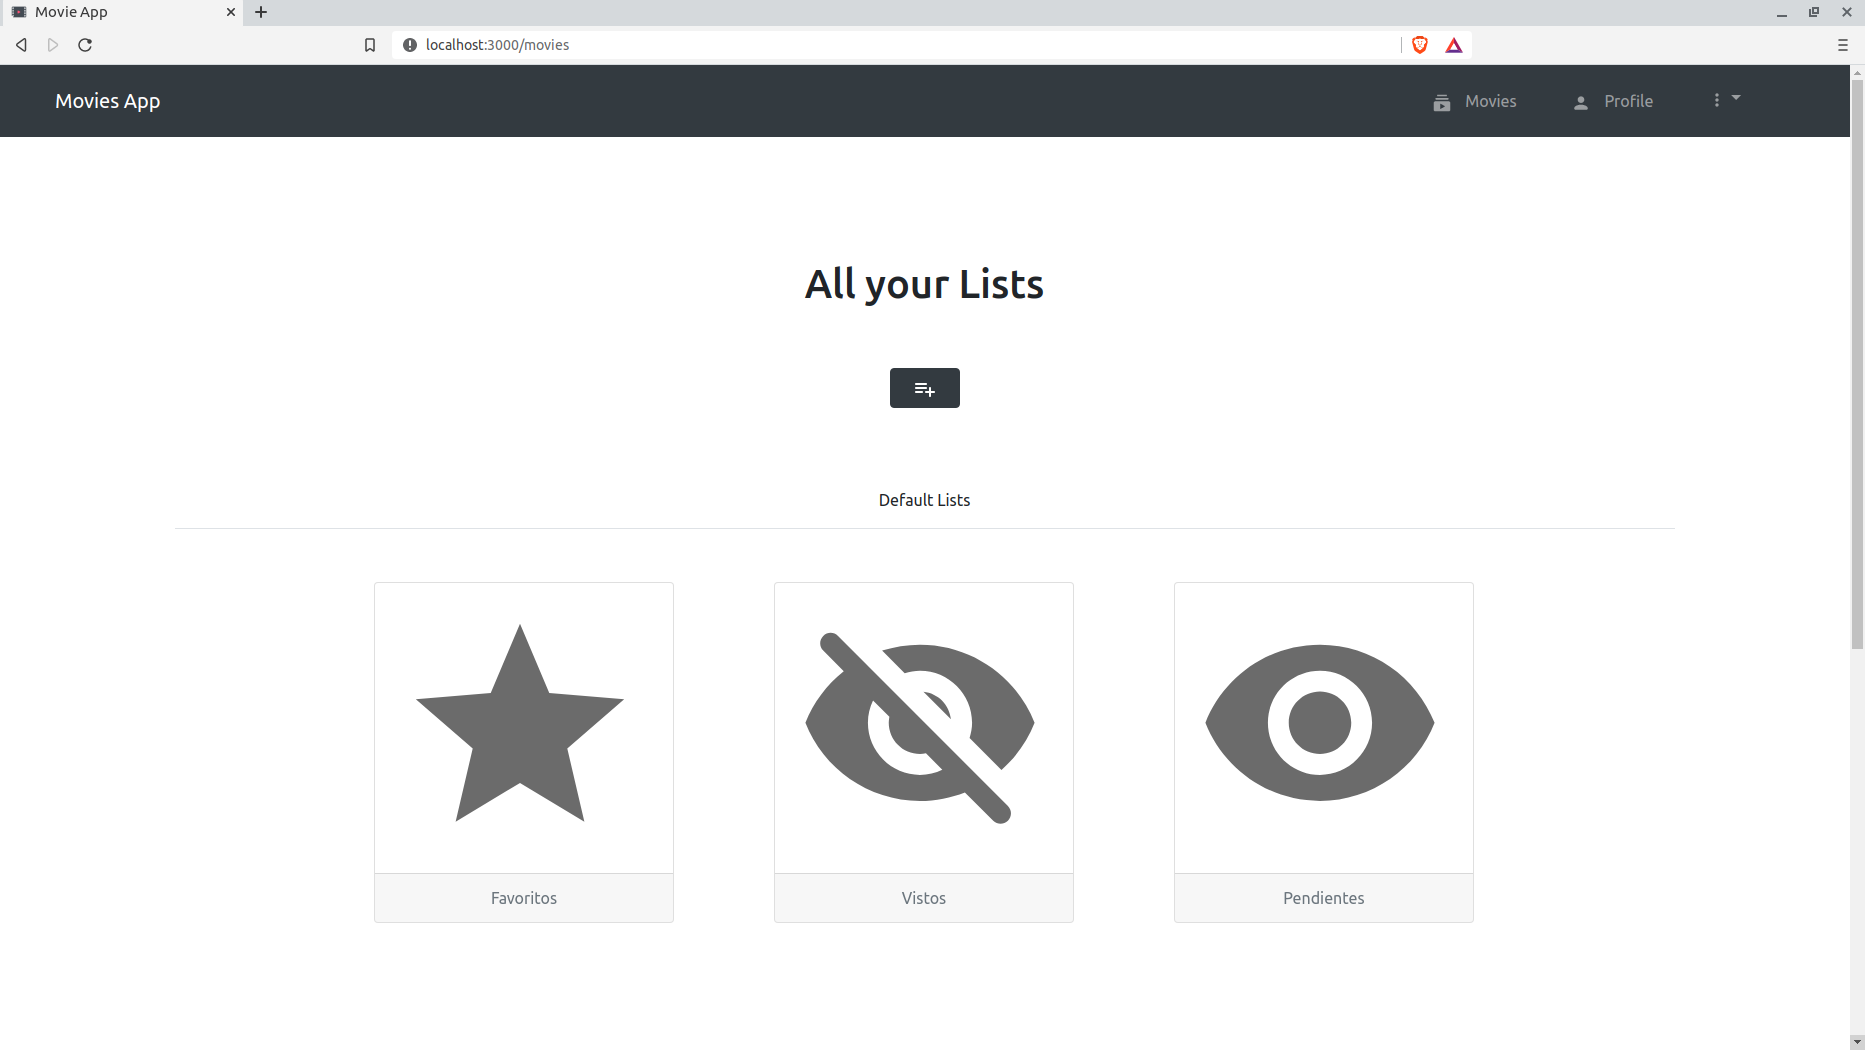 Movie App
localhost:3000/movies
Movies App
Movies
Profile
All your Lists
Default Lists
Favoritos
Vistos
Pendientes